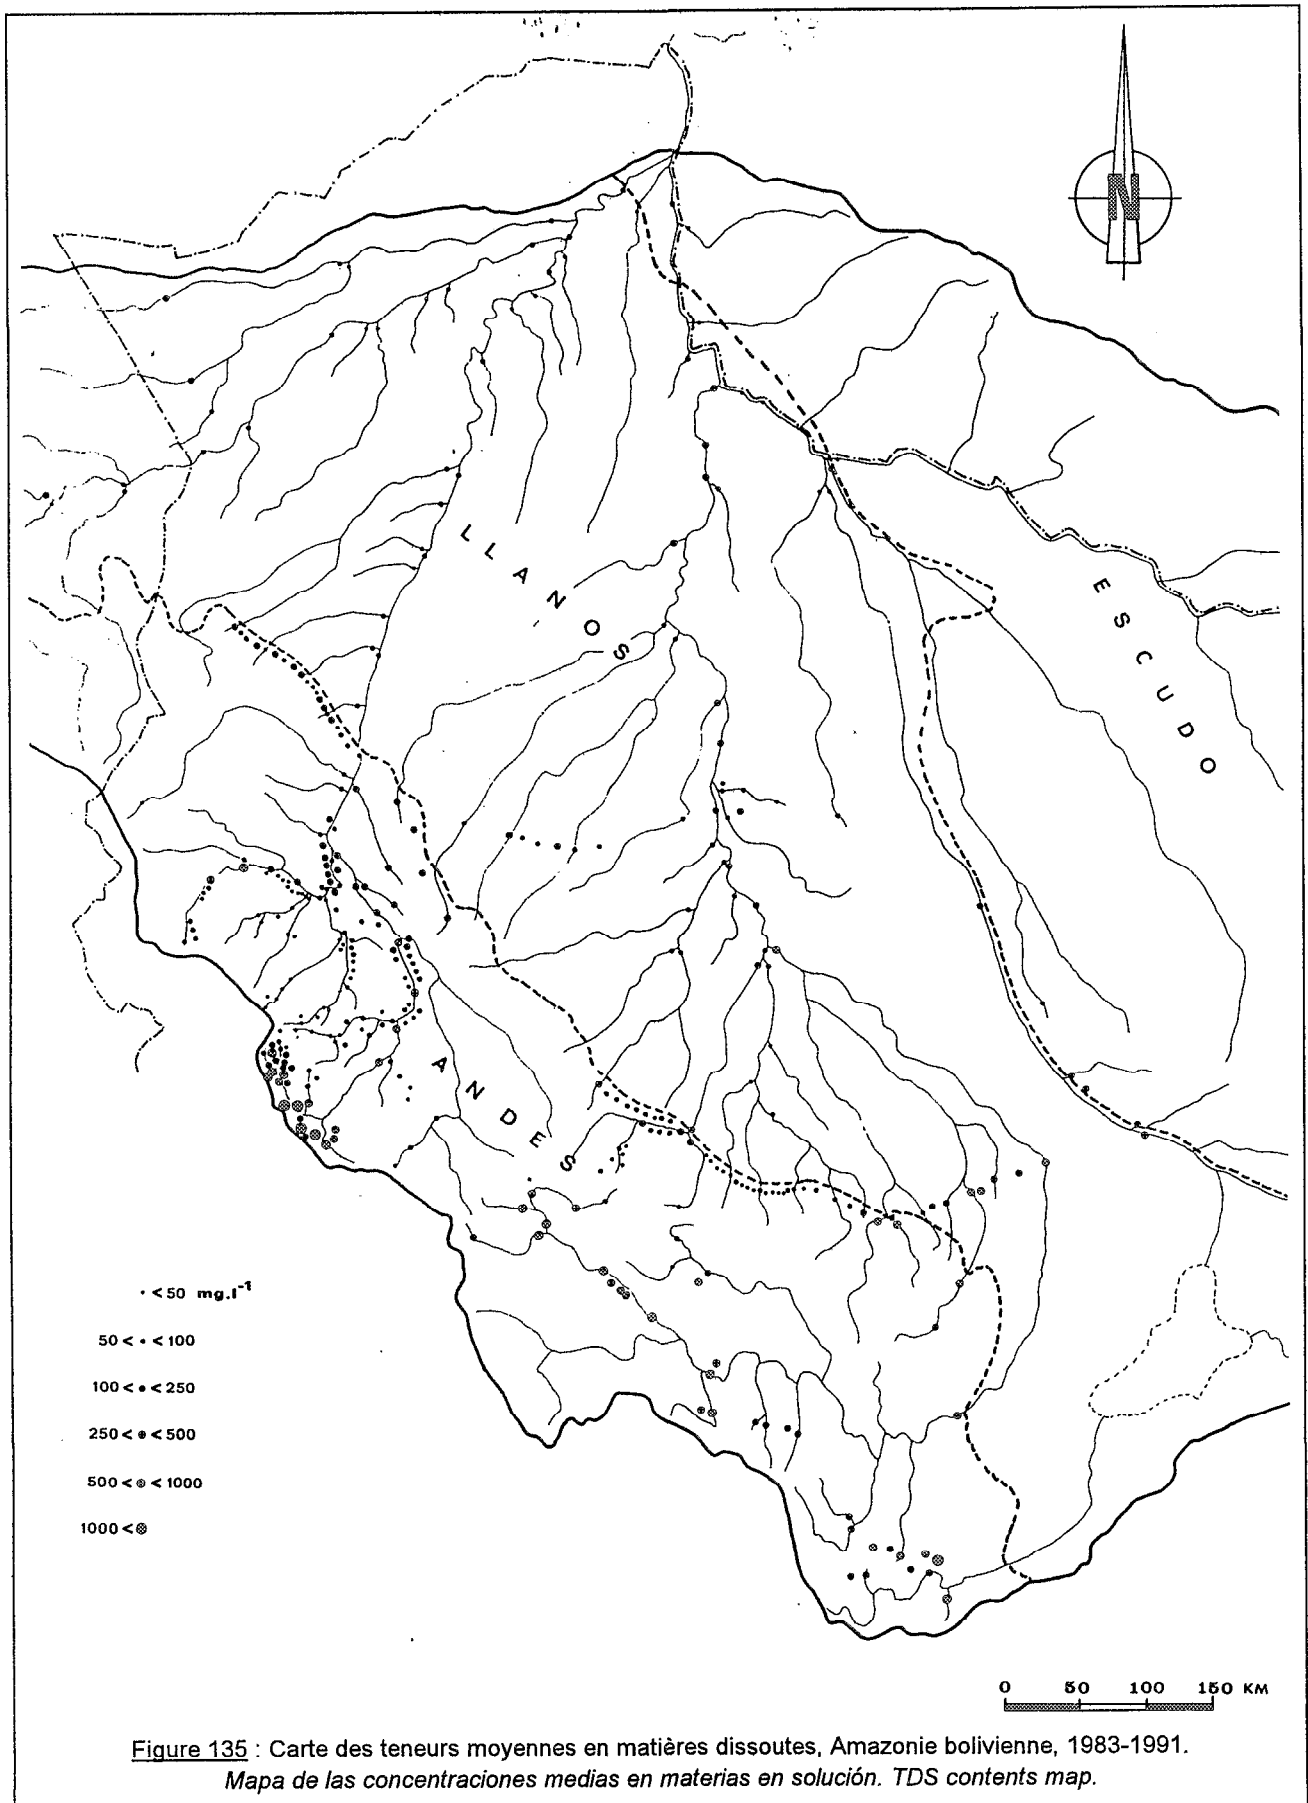 N
LLANOS
ESCUDO
ANDES
. < 50 mg.l⁻¹
50 < • < 100
100 < • < 250
250 < • < 500
500 < • < 1000
1000 <
0 50 100 150 KM
Figure 135 : Carte des teneurs moyennes en matières dissoutes, Amazonie bolivienne, 1983-1991.
Mapa de las concentraciones medias en materias en solución. TDS contents map.